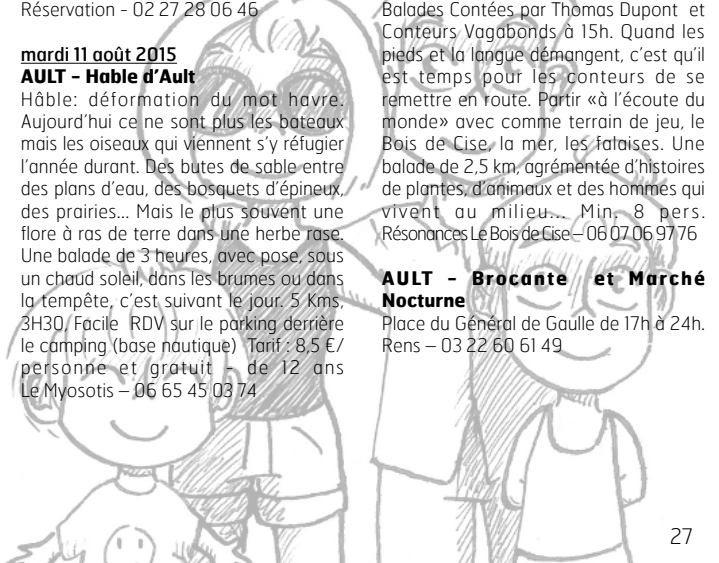 Réservation - 02 27 28 06 46
mardi 11 août 2015
AULT – Hable d'Ault
Hâble: déformation du mot havre.
Aujourd'hui ce ne sont plus les bateaux
mais les oiseaux qui viennent s'y réfugier
l'année durant. Des butes de sable entre
des plans d'eau, des bosquets d'épineux,
des prairies... Mais le plus souvent une
flore à ras de terre dans une herbe rase.
Une balade de 3 heures, avec pose, sous
un chaud soleil, dans les brumes ou dans
la tempête, c'est suivant le jour. 5 Kms,
3H30, Facile RDV sur le parking derrière
le camping (base nautique) Tarif : 8,5 €/
personne et gratuit - de 12 ans
Le Myosotis – 06 65 45 03 74
Balades Contées par Thomas Dupont et
Conteurs Vagabonds à 15h. Quand les
pieds et la langue démangent, c'est qu'il
est temps pour les conteurs de se
remettre en route. Partir «à l'écoute du
monde» avec comme terrain de jeu, le
Bois de Cise, la mer, les falaises. Une
balade de 2,5 km, agrémentée d'histoires
de plantes, d'animaux et des hommes qui
vivent au milieu... Min. 8 pers.
Résonances Le Bois de Cise – 06 07 06 97 76
AULT – Brocante et Marché
Nocturne
Place du Général de Gaulle de 17h à 24h.
Rens – 03 22 60 61 49
27